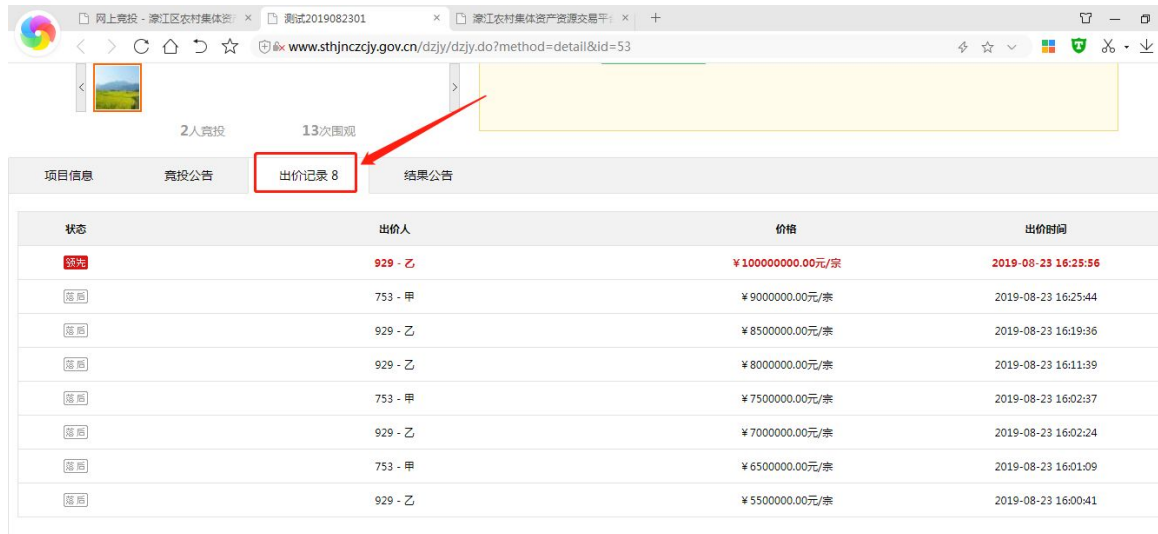 网上竞投 - 濠江区农村集体资 测试2019082301 濠江农村集体资产资源交易平
www.sthjnczcjy.gov.cn/dzjy/dzjy.do?method=detail&id=53
2人竞投 13次围观
项目信息 竞投公告 出价记录 8 结果公告
状态 出价人 价格 出价时间
领先 929 - 乙 ￥100000000.00元/宗 2019-08-23 16:25:56
落后 753 - 甲 ￥9000000.00元/宗 2019-08-23 16:25:44
落后 929 - 乙 ￥8500000.00元/宗 2019-08-23 16:19:36
落后 929 - 乙 ￥8000000.00元/宗 2019-08-23 16:11:39
落后 753 - 甲 ￥7500000.00元/宗 2019-08-23 16:02:37
落后 929 - 乙 ￥7000000.00元/宗 2019-08-23 16:02:24
落后 753 - 甲 ￥6500000.00元/宗 2019-08-23 16:01:09
落后 929 - 乙 ￥5500000.00元/宗 2019-08-23 16:00:41